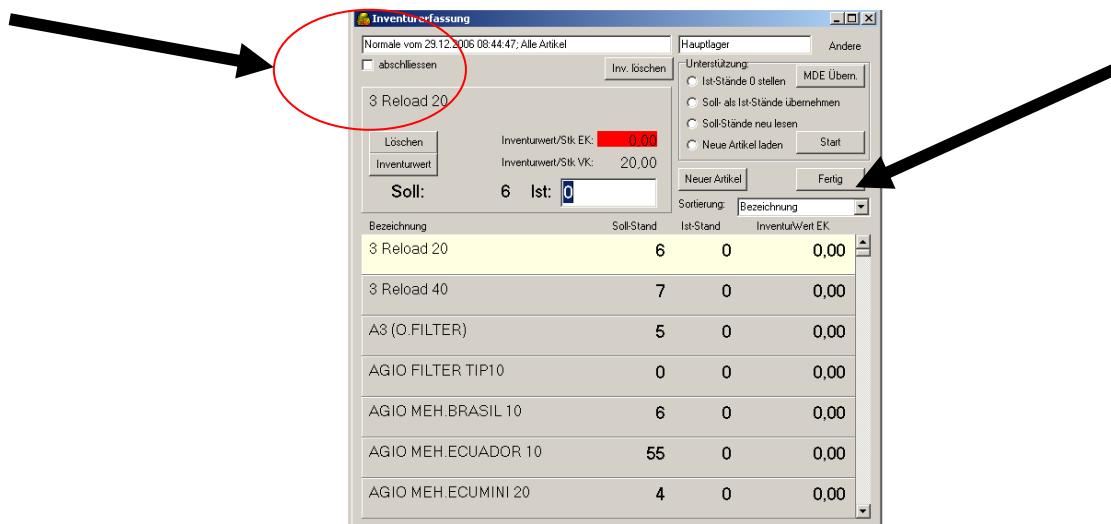 Inventurerfassung
Normale vom 29.12.2006 08:44:47; Alle Artikel
Hauptlager
Andere
abschlliessen
Inv. löschen
Unterstützung:
Ist-Stände 0 stellen
MDE Übern.
Soll- als Ist-Stände übernehmen
Soll-Stände neu lesen
Neue Artikel laden
Start
3 Reload 20
Löschen
Inventurwert/Stk EK: 0,00
Inventurwert
Inventurwert/Stk VK: 20,00
Soll: 6 Ist: 0
Neuer Artikel
Fertig
Sortierung: Bezeichnung
Bezeichnung Soll-Stand Ist-Stand InventurWert EK
3 Reload 20 6 0 0,00
3 Reload 40 7 0 0,00
A3 (O.FILTER) 5 0 0,00
AGIO FILTER TIP10 0 0 0,00
AGIO MEH.BRASIL 10 6 0 0,00
AGIO MEH.ECUADOR 10 55 0 0,00
AGIO MEH.ECUMINI 20 4 0 0,00